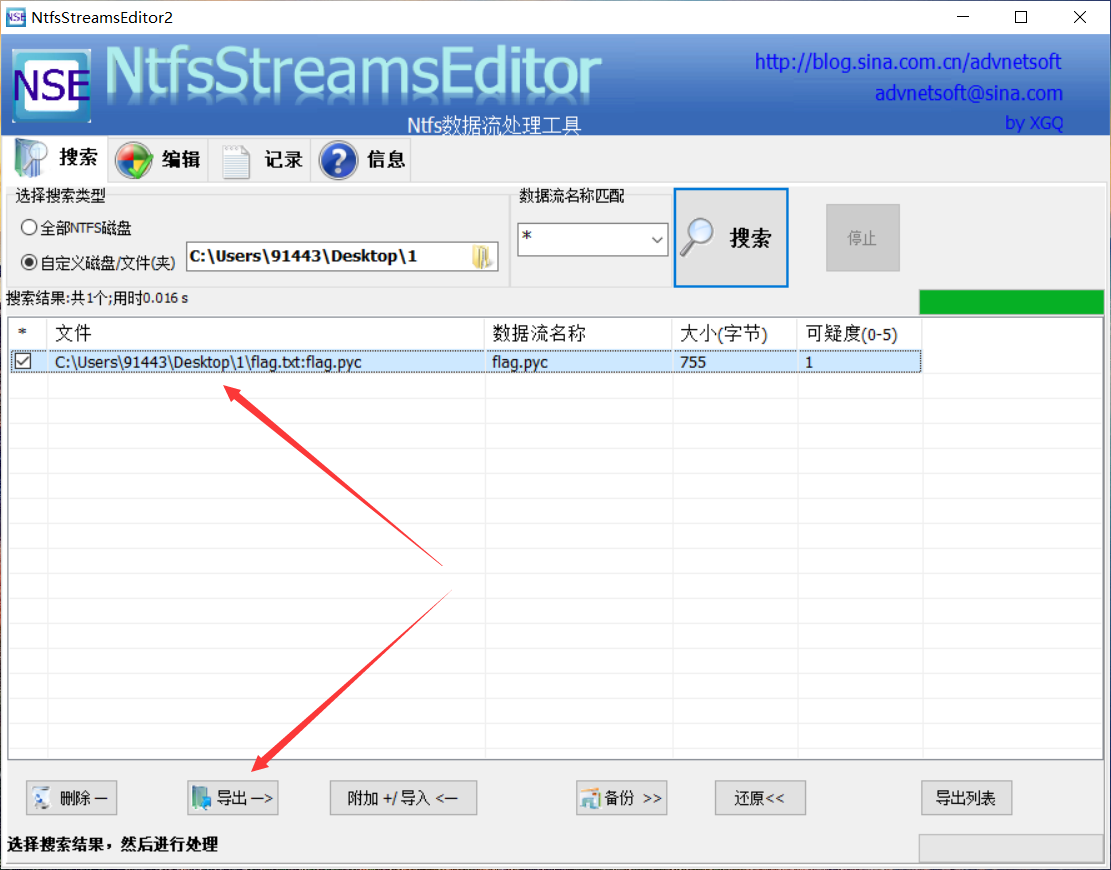 NtfsStreamsEditor2
NSE
NtfsStreamsEditor
Ntfs数据流处理工具
http://blog.sina.com.cn/advnetsoft
advnetsoft@sina.com
by XGQ
搜索 编辑 记录 信息
选择搜索类型
全部NTFS磁盘
自定义磁盘/文件(夹) C:\Users\91443\Desktop\1
数据流名称匹配
*
搜索
停止
搜索结果:共1个;用时0.016 s
* 文件 数据流名称 大小(字节) 可疑度(0-5)
C:\Users\91443\Desktop\1\flag.txt:flag.pyc flag.pyc 755 1
删除 — 导出 —> 附加 +/导入 <— 备份 >> 还原<< 导出列表
选择搜索结果，然后进行处理